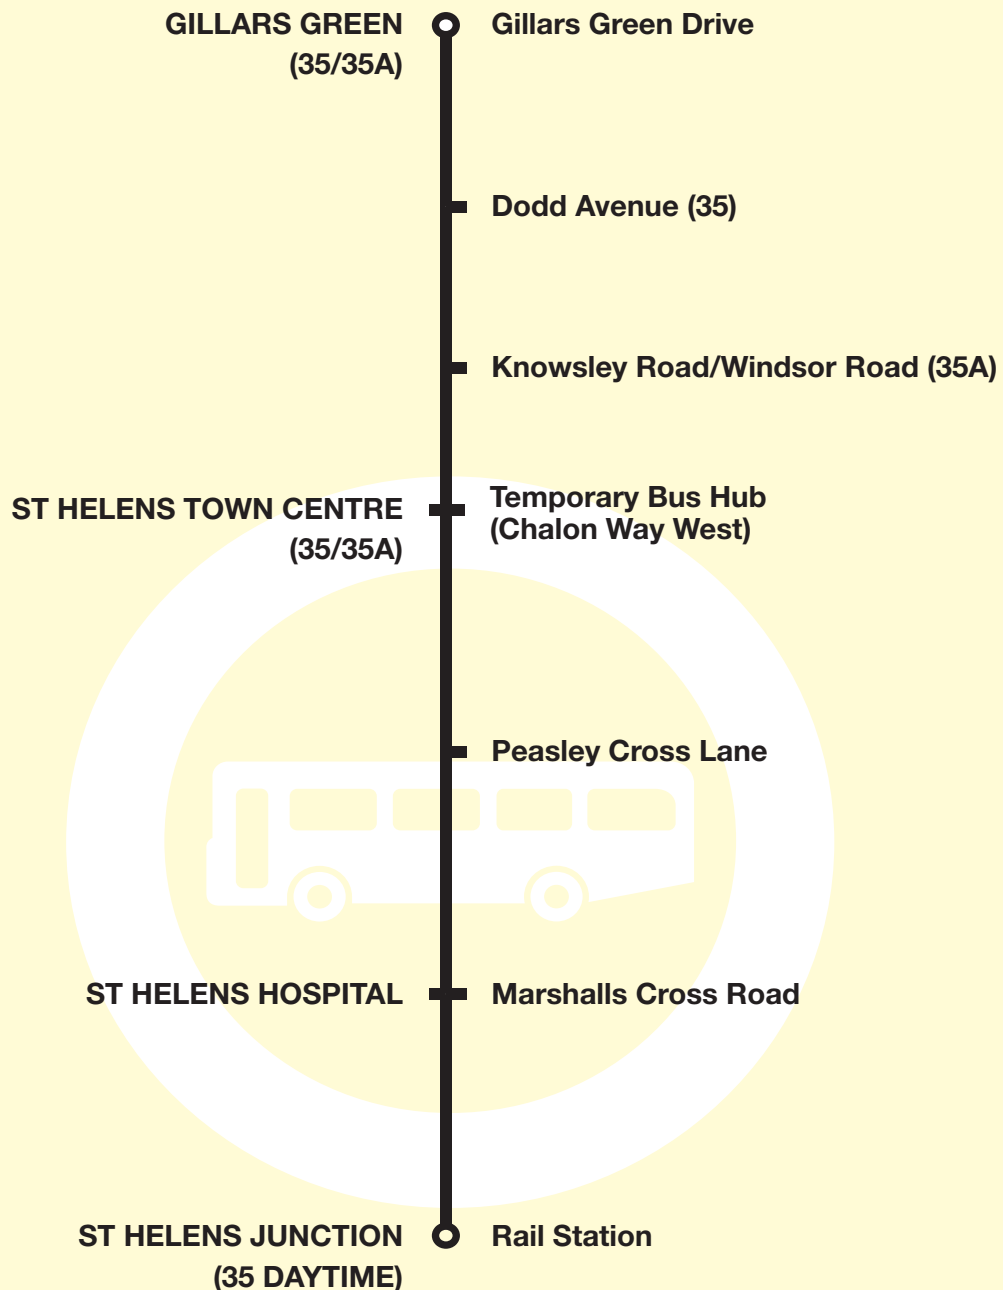 GILLARS GREEN
(35/35A)
Gillars Green Drive
Dodd Avenue (35)
Knowsley Road/Windsor Road (35A)
ST HELENS TOWN CENTRE
(35/35A)
Temporary Bus Hub
(Chalon Way West)
Peasley Cross Lane
ST HELENS HOSPITAL
Marshalls Cross Road
ST HELENS JUNCTION
(35 DAYTIME)
Rail Station